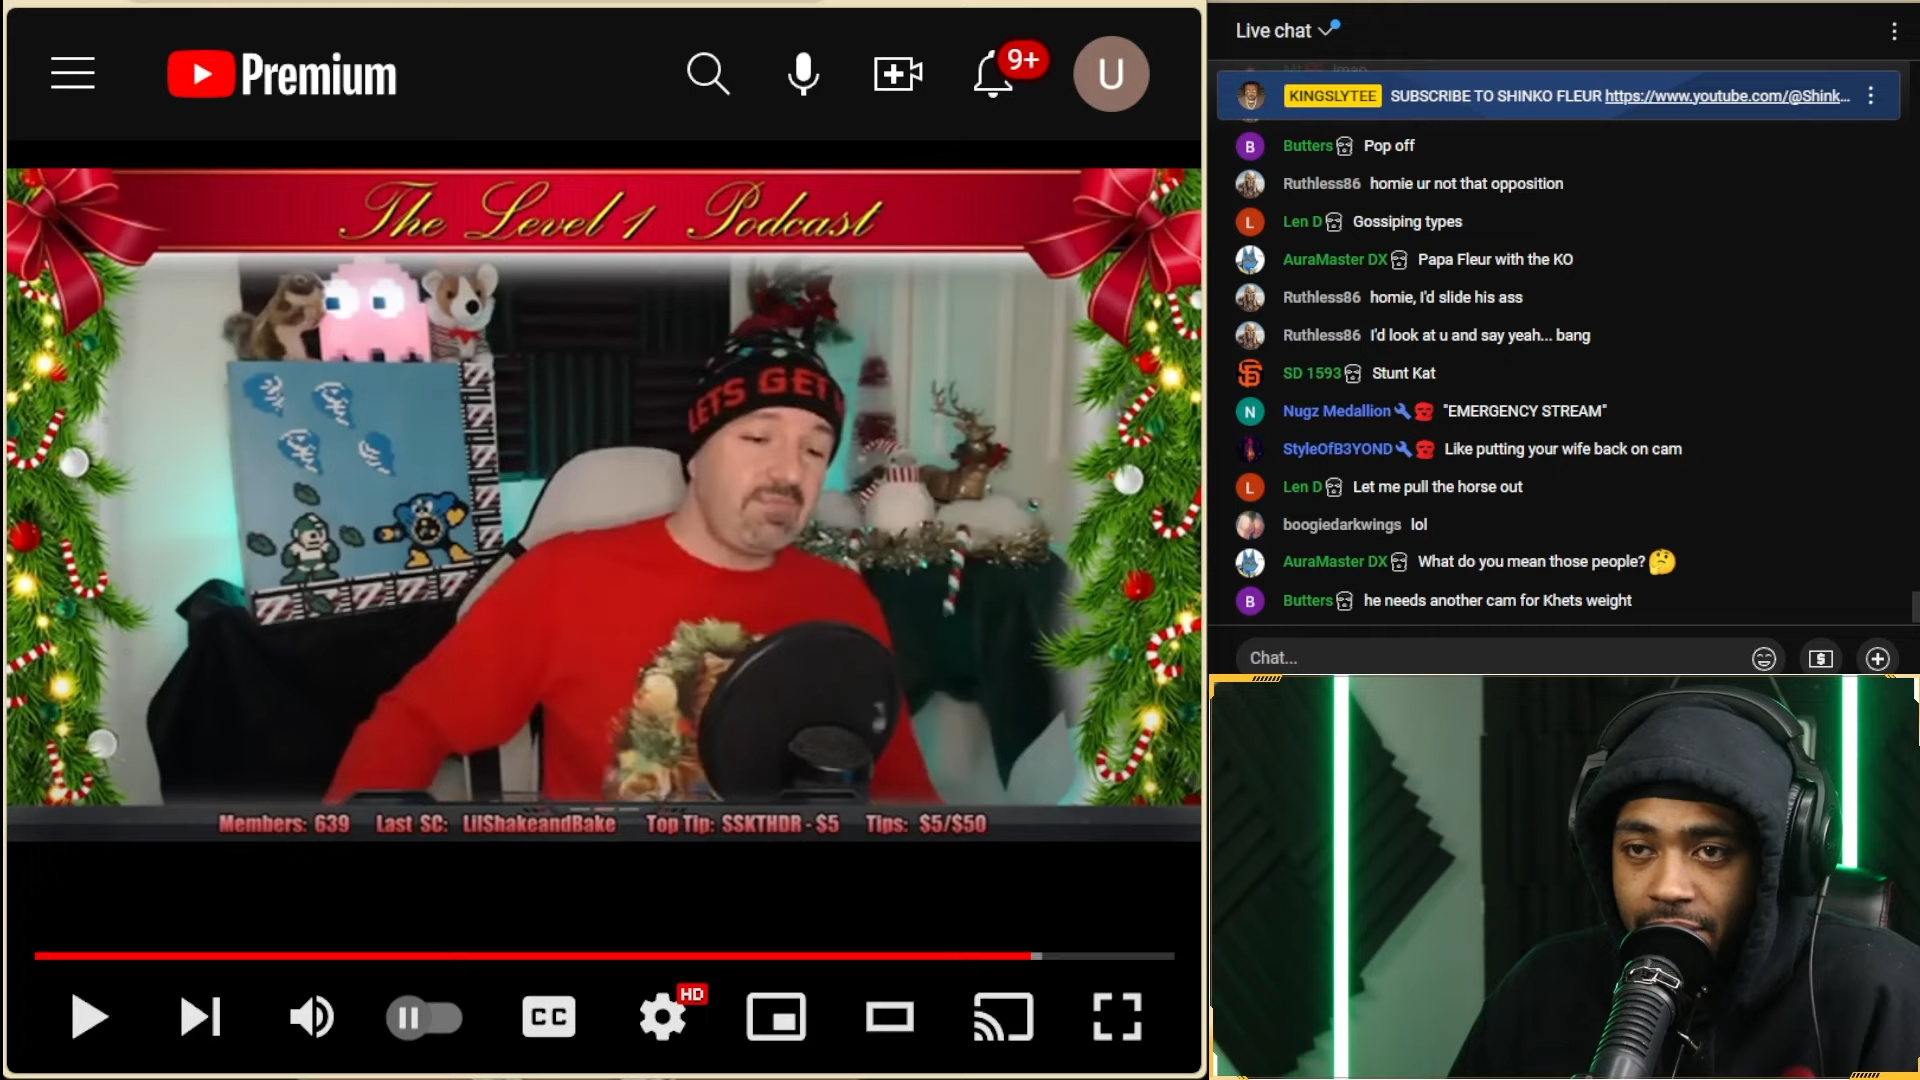 Premium
9+
U
The Level 1 Podcast
LETS GET
Members: 639 Last SC: LilShakeandBake Top Tip: SSKTHDR - $5 Tips: $5/$50
CC
HD
Live chat
lmao
KINGSLYTEE SUBSCRIBE TO SHINKO FLEUR https://www.youtube.com/@Shink...
B Butters Pop off
Ruthless86 homie ur not that opposition
L Len D Gossiping types
AuraMaster DX Papa Fleur with the KO
Ruthless86 homie, I'd slide his ass
Ruthless86 I'd look at u and say yeah... bang
SF SD 1593 Stunt Kat
N Nugz Medallion "EMERGENCY STREAM"
StyleOfB3YOND Like putting your wife back on cam
L Len D Let me pull the horse out
boogiedarkwings lol
AuraMaster DX What do you mean those people? 🤔
B Butters he needs another cam for Khets weight
Chat...